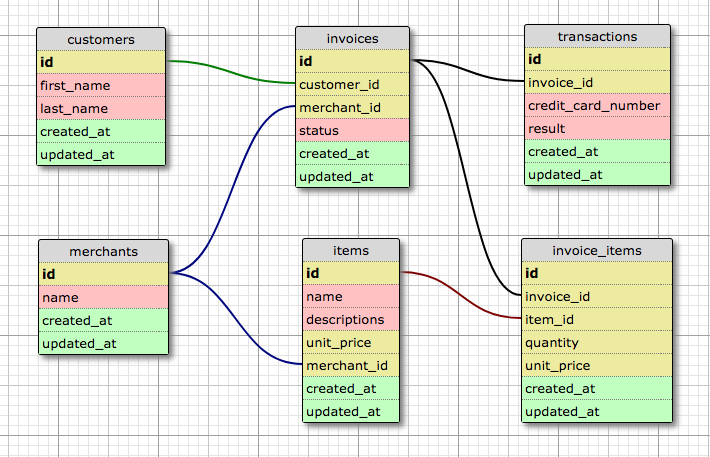 customers
id
first_name
last_name
created_at
updated_at
invoices
id
customer_id
merchant_id
status
created_at
updated_at
transactions
id
invoice_id
credit_card_number
result
created_at
updated_at
merchants
id
name
created_at
updated_at
items
id
name
descriptions
unit_price
merchant_id
created_at
updated_at
invoice_items
id
invoice_id
item_id
quantity
unit_price
created_at
updated_at